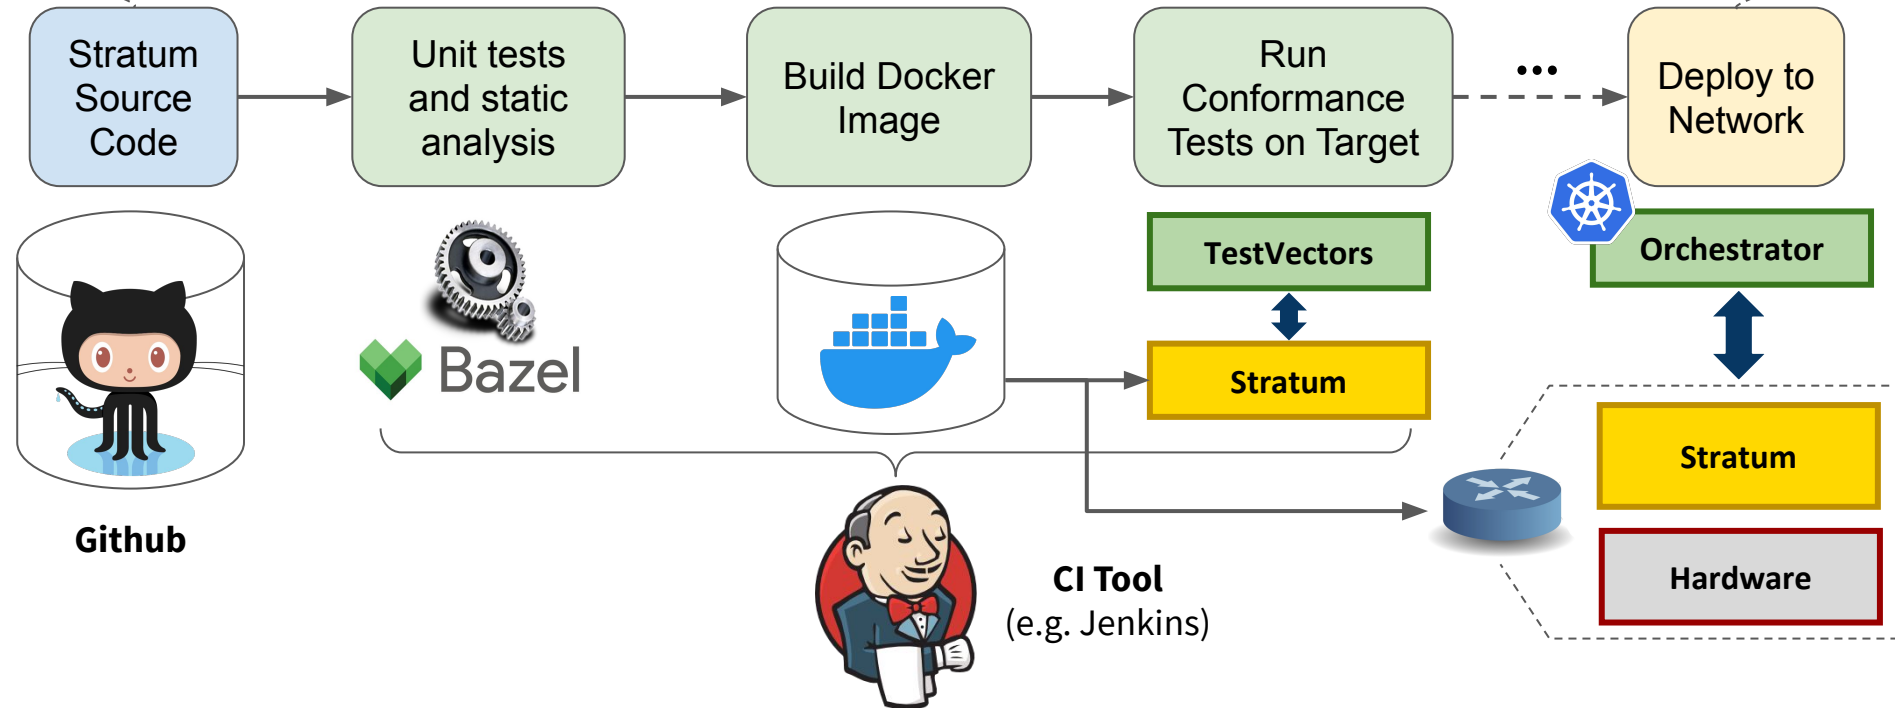 Stratum
Source
Code
Unit tests
and static
analysis
Build Docker
Image
Run
Conformance
Tests on Target
...
Deploy to
Network
TestVectors
Orchestrator
Bazel
Stratum
Stratum
Github
CI Tool
(e.g. Jenkins)
Hardware